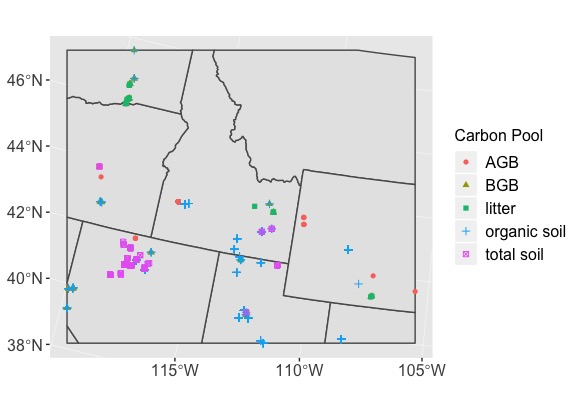 46°N
44°N
42°N
40°N
38°N
115°W
110°W
105°W
Carbon Pool
AGB
BGB
litter
organic soil
total soil